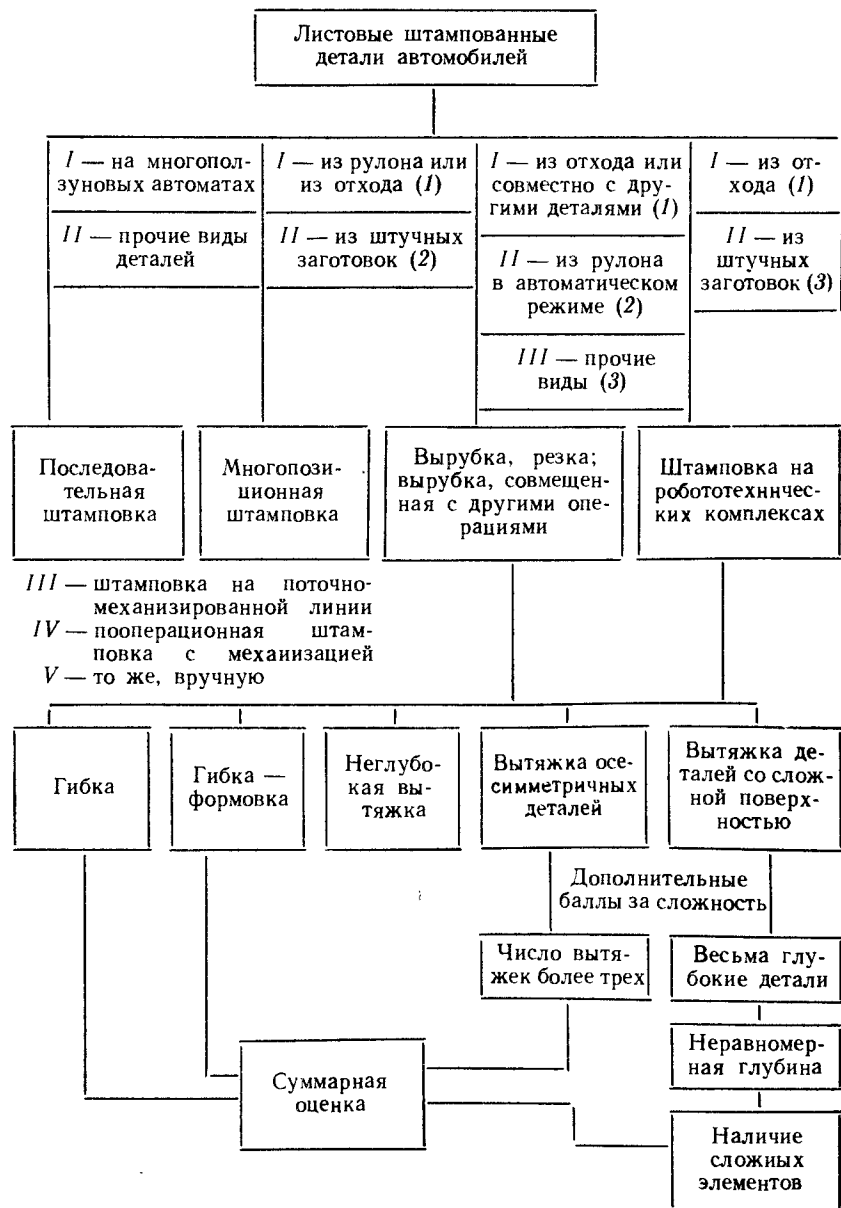 Листовые штампованные
детали автомобилей
I — на многопол-
зуновых автоматах
II — прочие виды
деталей
I — из рулона или
из отхода (1)
II — из штучных
заготовок (2)
I — из отхода или
совместно с дру-
гими деталями (1)
II — из рулона
в автоматическом
режиме (2)
III — прочие
виды (3)
I — из от-
хода (1)
II — из
штучных
заготовок (3)
Последова-
тельная
штамповка
Многопози-
ционная
штамповка
Вырубка, резка;
вырубка, совмещен-
ная с другими опе-
рациями
Штамповка на
робототехничес-
ких комплексах
III — штамповка на поточно-
механизированной линии
IV — пооперационная штам-
повка с механизацией
V — то же, вручную
Гибка
Гибка —
формовка
Неглубо-
кая вы-
тяжка
Вытяжка осе-
симметричных
деталей
Вытяжка де-
талей со слож-
ной поверх-
ностью
Дополнительные
баллы за сложность
Число вытя-
жек более трех
Весьма глу-
бокие детали
Неравномер-
ная глубина
Суммарная
оценка
Наличие
сложных
элементов